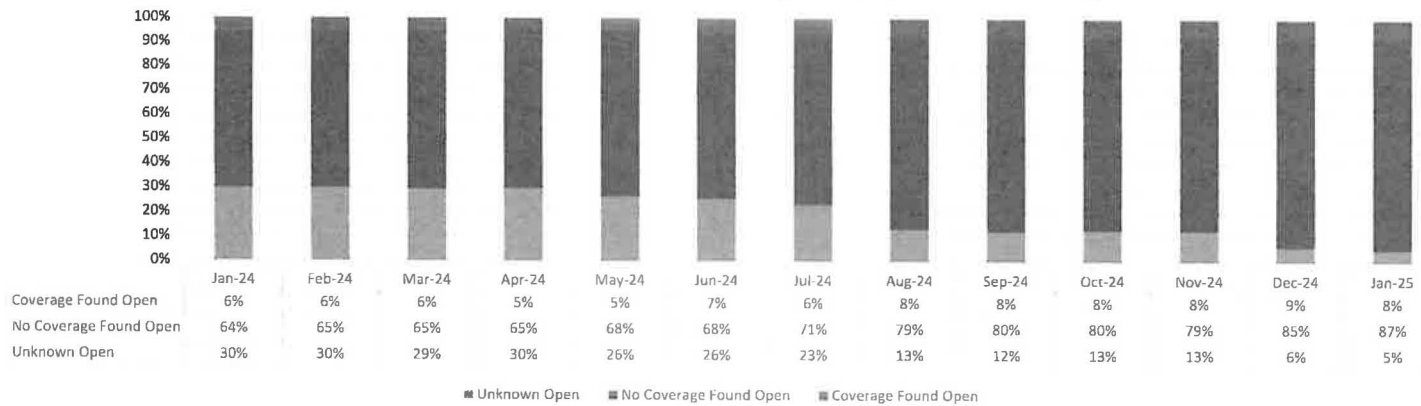 100%
90%
80%
70%
60%
50%
40%
30%
20%
10%
0%
Jan-24 Feb-24 Mar-24 Apr-24 May-24 Jun-24 Jul-24 Aug-24 Sep-24 Oct-24 Nov-24 Dec-24 Jan-25
Coverage Found Open 6% 6% 6% 5% 5% 7% 6% 8% 8% 8% 8% 9% 8%
No Coverage Found Open 64% 65% 65% 65% 68% 68% 71% 79% 80% 80% 79% 85% 87%
Unknown Open 30% 30% 29% 30% 26% 26% 23% 13% 12% 13% 13% 6% 5%
Unknown Open No Coverage Found Open Coverage Found Open